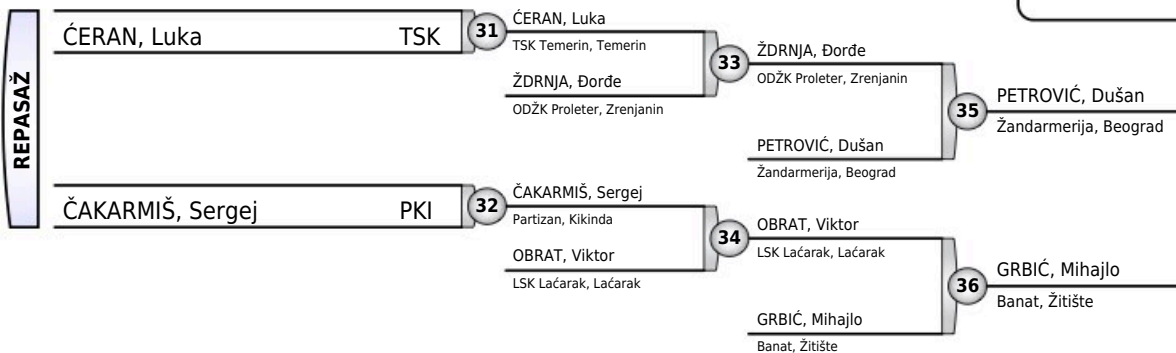 REPASAŽ
ĆERAN, Luka TSK
31
ĆERAN, Luka
TSK Temerin, Temerin
ŽDRNJA, Đorđe
ODŽK Proleter, Zrenjanin
33
ŽDRNJA, Đorđe
ODŽK Proleter, Zrenjanin
PETROVIĆ, Dušan
Žandarmerija, Beograd
35
PETROVIĆ, Dušan
Žandarmerija, Beograd
ČAKARMIŠ, Sergej PKI
32
ČAKARMIŠ, Sergej
Partizan, Kikinda
OBRAT, Viktor
LSK Laćarak, Laćarak
34
OBRAT, Viktor
LSK Laćarak, Laćarak
GRBIĆ, Mihajlo
Banat, Žitište
36
GRBIĆ, Mihajlo
Banat, Žitište